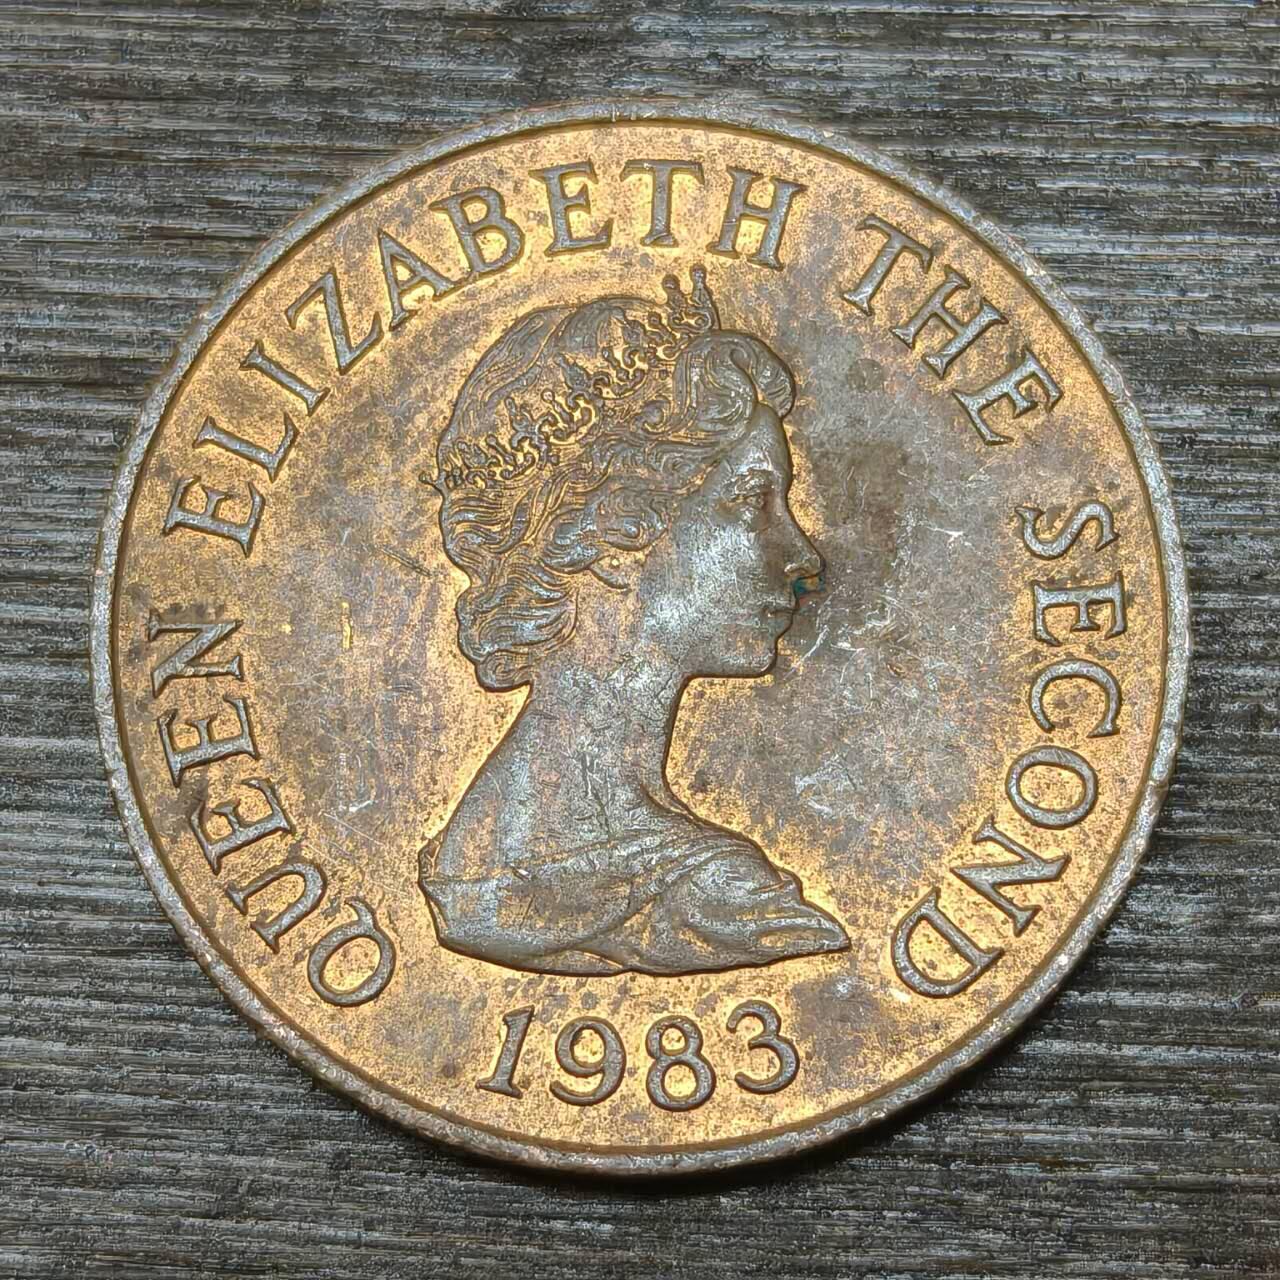 QUEEN ELIZABETH THE SECOND
1983